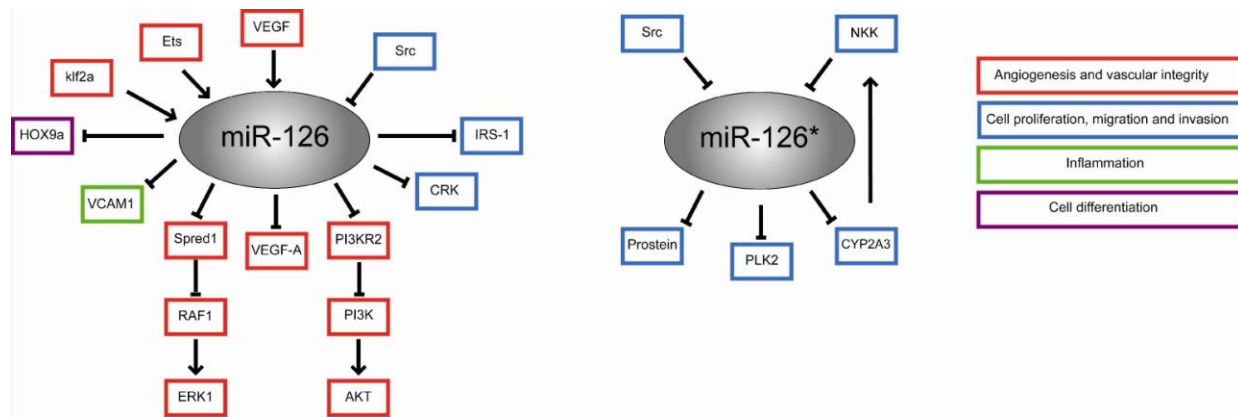 VEGF
Ets
Src
klf2a
miR-126
HOX9a
IRS-1
VCAM1
CRK
Spred1
VEGF-A
PI3KR2
RAF1
PI3K
ERK1
AKT
Src
NKK
miR-126*
Prostein
PLK2
CYP2A3
Angiogenesis and vascular integrity
Cell proliferation, migration and invasion
Inflammation
Cell differentiation